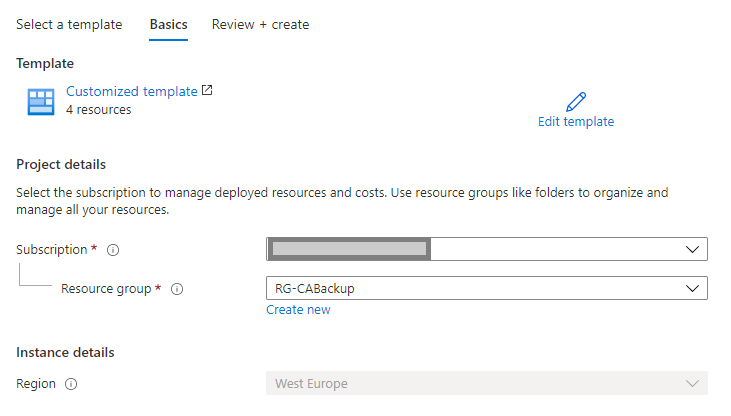 Select a template Basics Review + create
Template
Customized template
4 resources
Edit template
Project details
Select the subscription to manage deployed resources and costs. Use resource groups like folders to organize and
manage all your resources.
Subscription *
Resource group *
RG-CABackup
Create new
Instance details
Region
West Europe